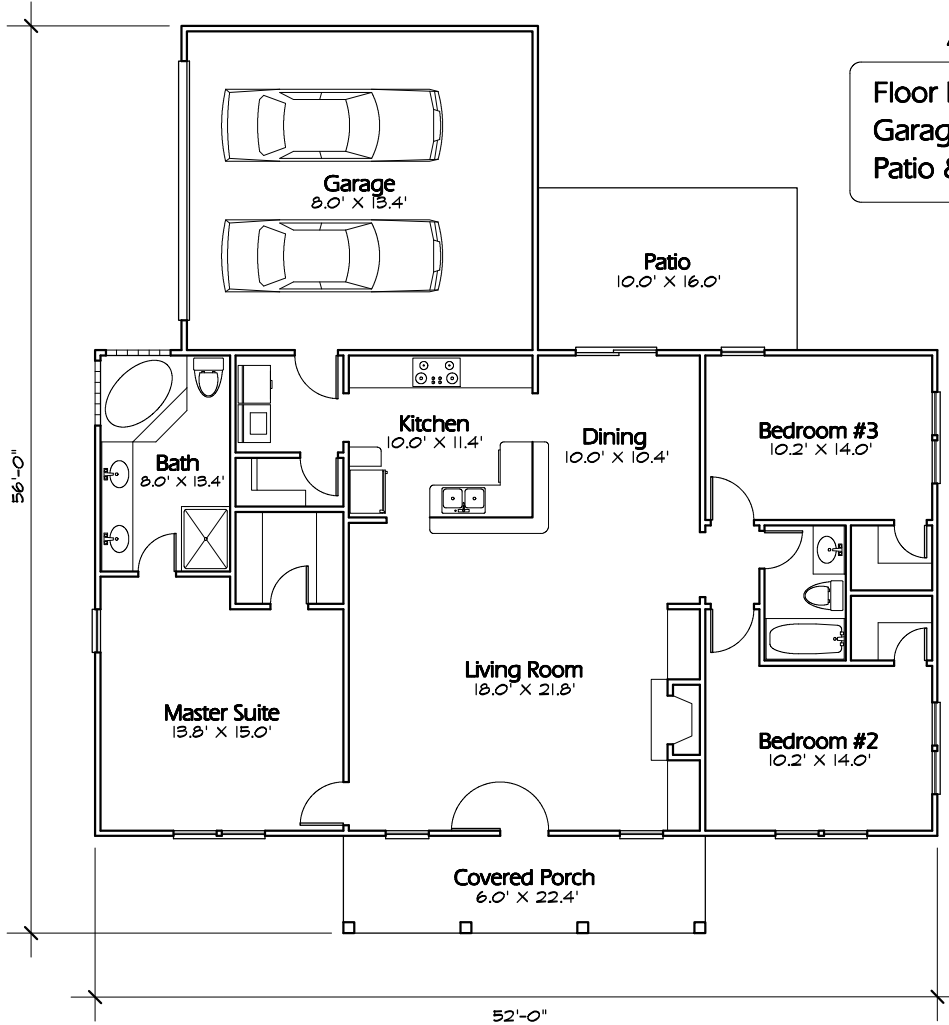 Floor
Garag
Patio &
Garage
8.0' X 13.4'
Patio
10.0' X 16.0'
56'-0"
Kitchen
10.0' X 11.4'
Dining
10.0' X 10.4'
Bedroom #3
10.2' X 14.0'
Bath
8.0' X 13.4'
Living Room
18.0' X 21.8'
Master Suite
13.8' X 15.0'
Bedroom #2
10.2' X 14.0'
Covered Porch
6.0' X 22.4'
52'-0"